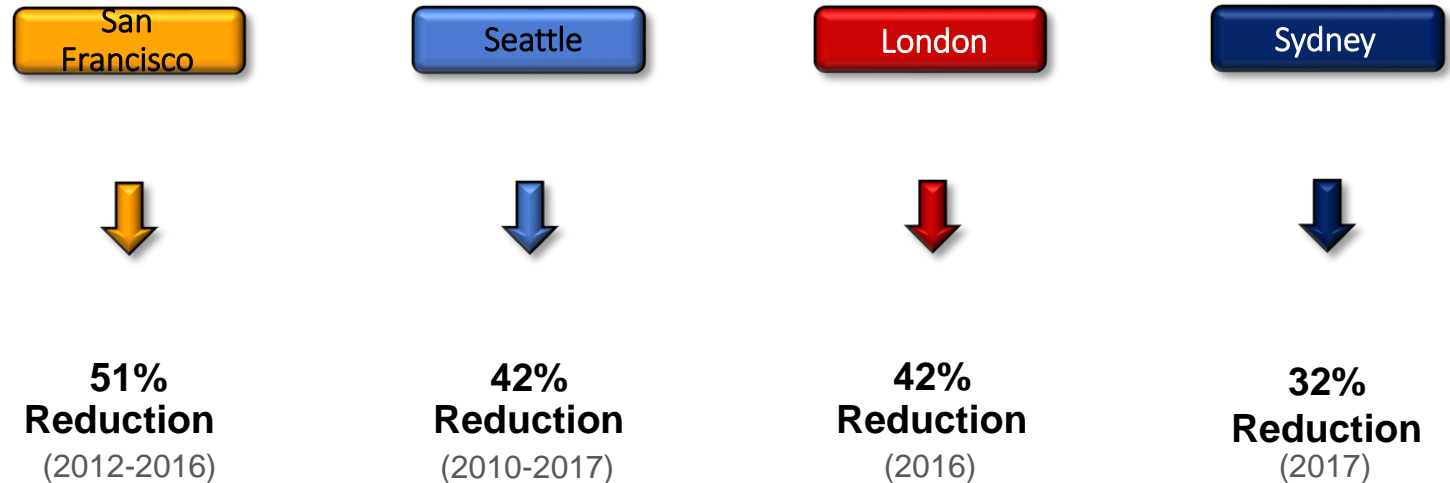 San
Francisco
Seattle
London
Sydney
51%
Reduction
(2012-2016)
42%
Reduction
(2010-2017)
42%
Reduction
(2016)
32%
Reduction
(2017)